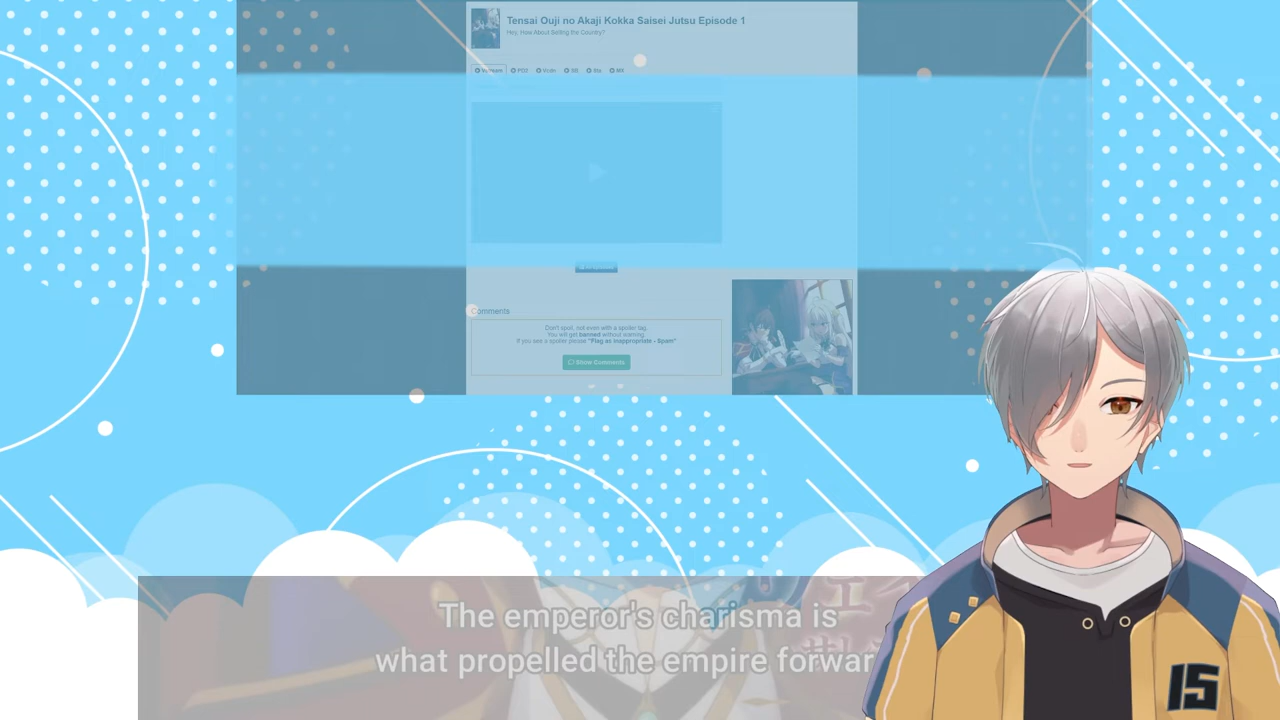 Tensai Ouji no Akaji Kokka Saisei Jutsu Episode 1
Hey, How About Selling the Country?
Comments
Don't spoil, not even with a spoiler tag.
You will get banned without warning.
If you see a spoiler please "Flag as inappropriate - Spam"
Show Comments
The emperor's charisma is
what propelled the empire forwar
15